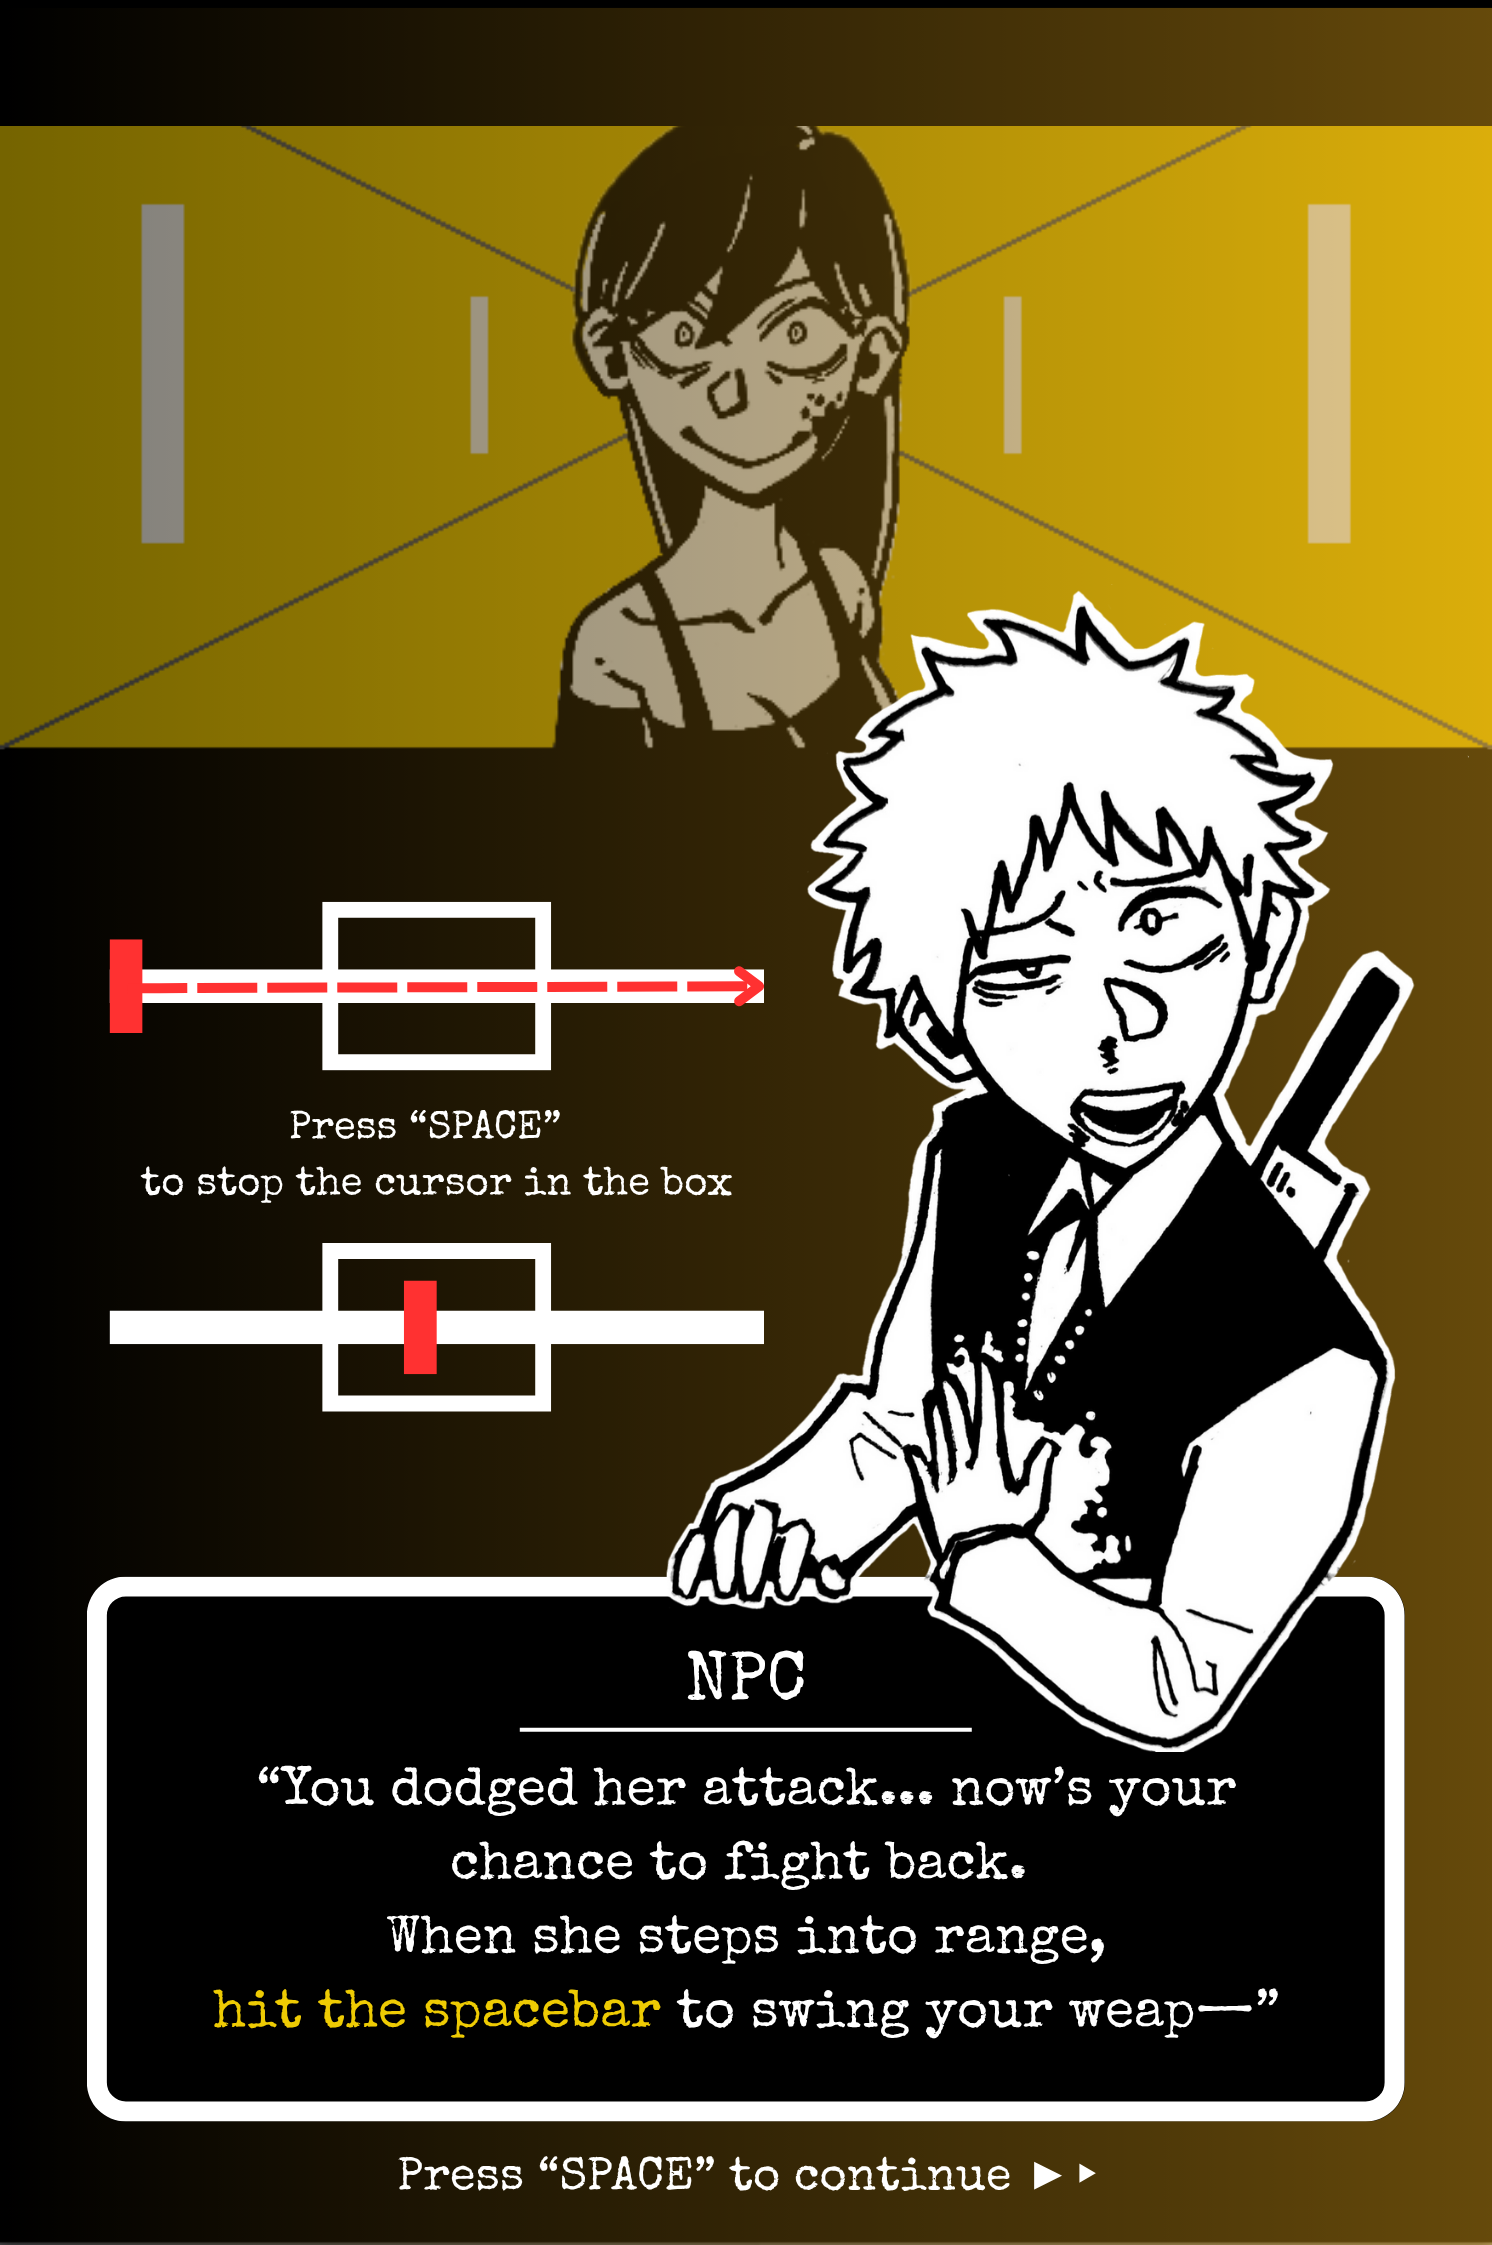 Press “SPACE”
to stop the cursor in the box
NPC
“You dodged her attack... now’s your
chance to fight back.
When she steps into range,
hit the spacebar to swing your weap—”
Press “SPACE” to continue